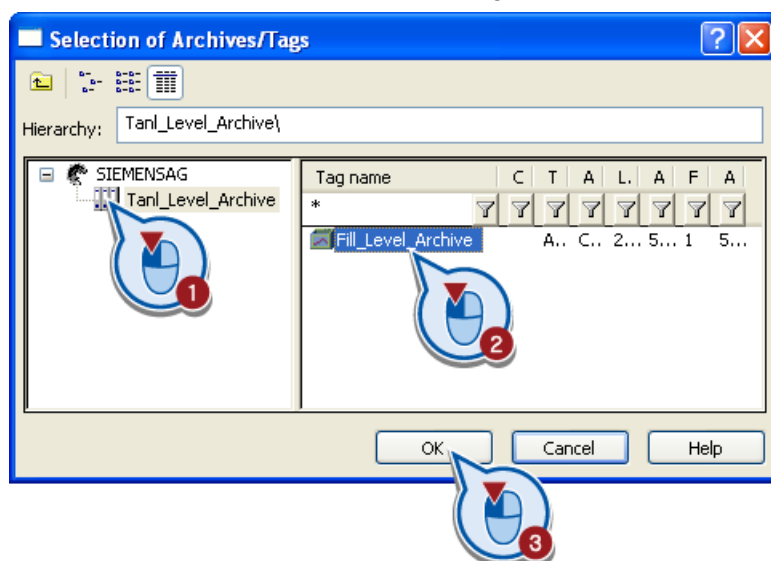 Selection of Archives/Tags
Hierarchy: Tanl_Level_Archive\
SIEMENSAG
Tanl_Level_Archive
Tag name C T A L. A F A
*
Fill_Level_Archive A.. C.. 2... 5... 1 5...
1
2
OK Cancel Help
3